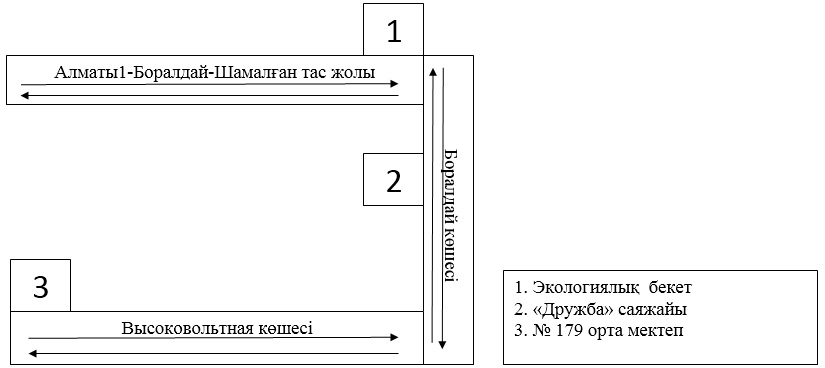 1
Алматы1-Боралдай-Шамалған тас жолы
2
Боралдай көшесі
3
Высоковольтная көшесі
1. Экологиялық бекет
2. «Дружба» саяжайы
3. № 179 орта мектеп